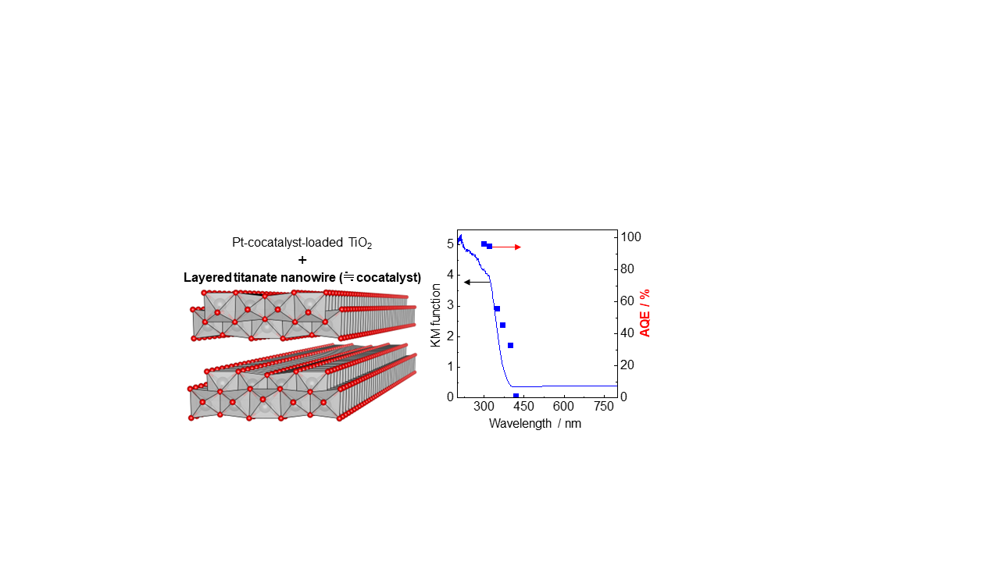 Pt-cocatalyst-loaded TiO₂
+
Layered titanate nanowire (≒ cocatalyst)
KM function
5
4
3
2
1
0
300 450 600 750
Wavelength / nm
100
80
60
40
20
0
AQE / %